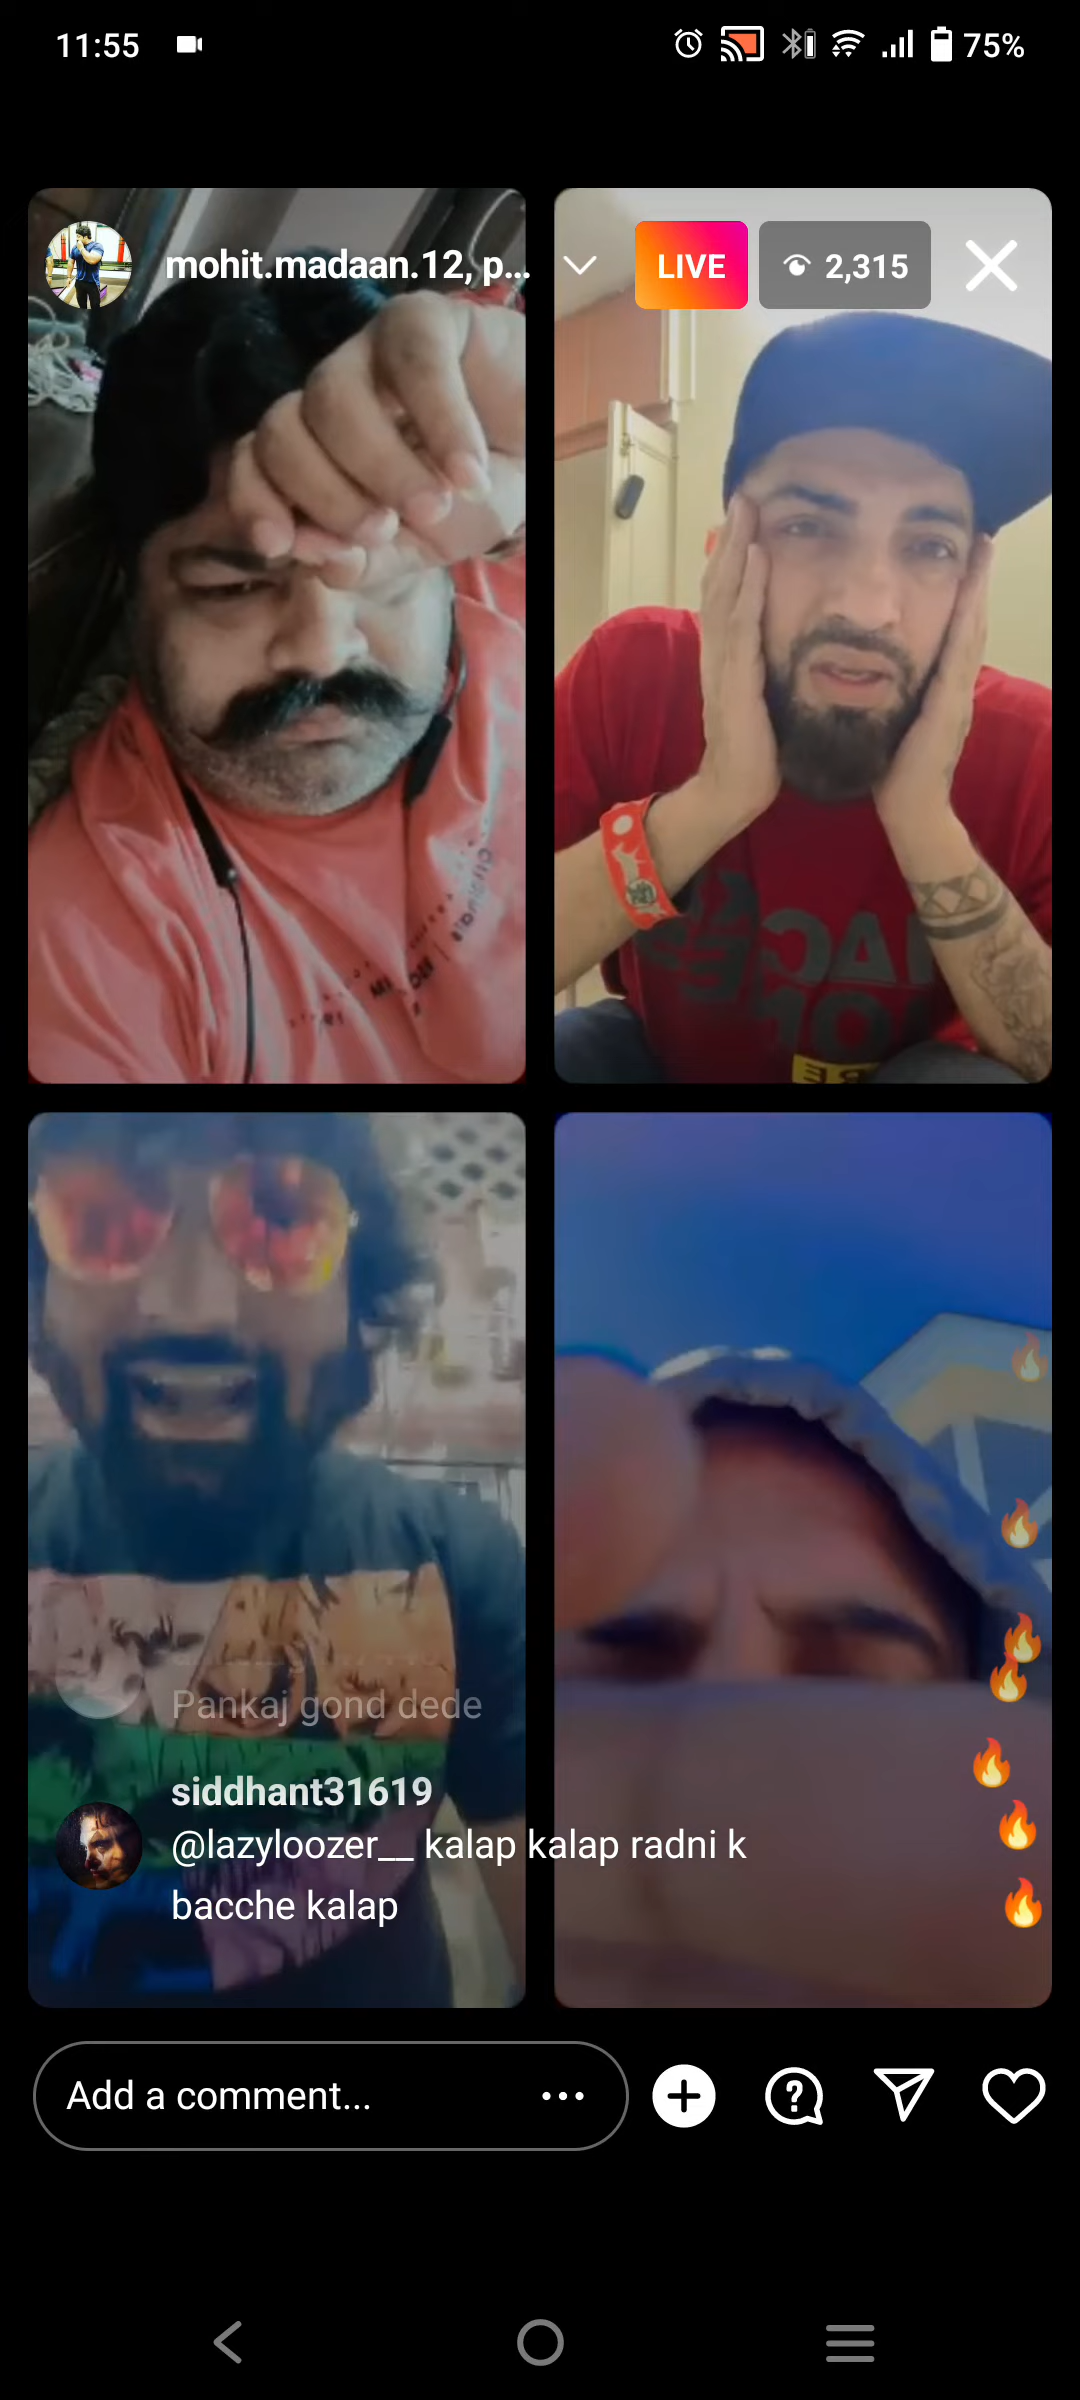 11:55
75%
mohit.madaan.12, p...
LIVE
2,315
Pankaj gond dede
siddhant31619
@lazyloozer__ kalap kalap radni k
bacche kalap
Add a comment...